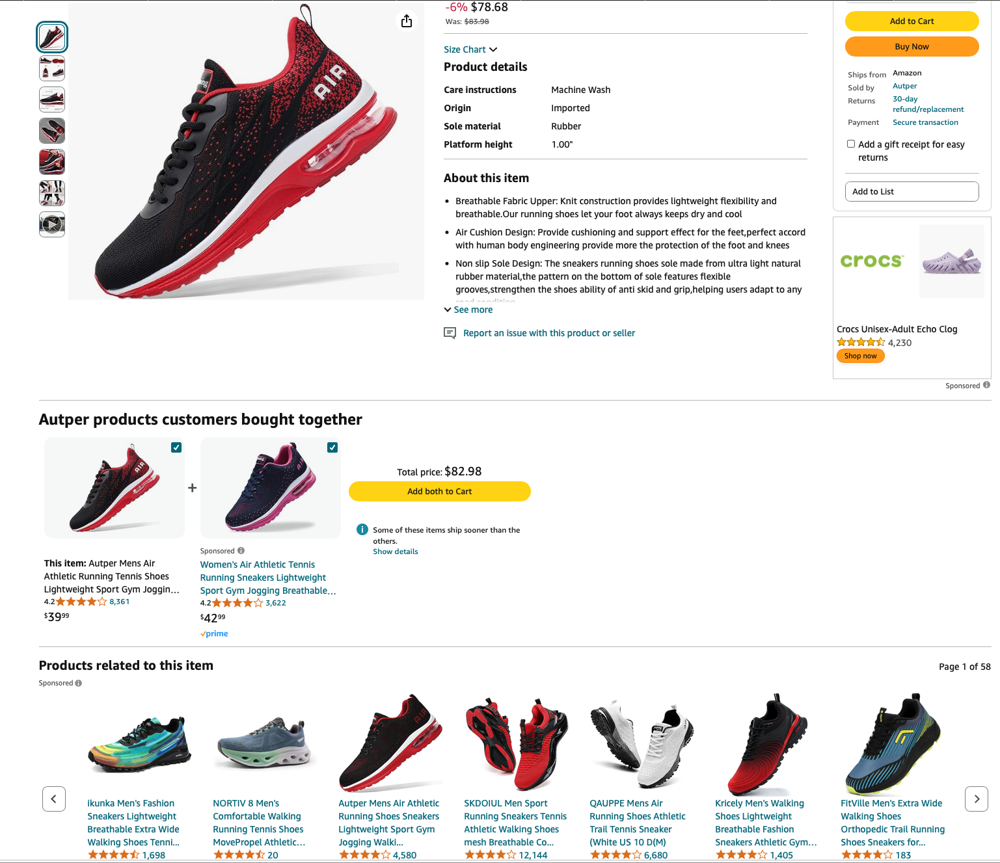 -6% $78.68
Was: $83.98
Size Chart
Product details
Care instructions Machine Wash
Origin Imported
Sole material Rubber
Platform height 1.00"
About this item
Breathable Fabric Upper: Knit construction provides lightweight flexibility and
breathable.Our running shoes let your foot always keeps dry and cool
Air Cushion Design: Provide cushioning and support effect for the feet,perfect accord
with human body engineering provide more the protection of the foot and knees
Non slip Sole Design: The sneakers running shoes sole made from ultra light natural
rubber material,the pattern on the bottom of sole features flexible
grooves,strengthen the shoes ability of anti skid and grip,helping users adapt to any
road condition
See more
Report an issue with this product or seller
AIR
Add to Cart
Buy Now
Ships from Amazon
Sold by Autper
Returns 30-day
refund/replacement
Payment Secure transaction
Add a gift receipt for easy
returns
Add to List
crocs™
Crocs Unisex-Adult Echo Clog
4,230
Shop now
Sponsored
Autper products customers bought together
AIR
AIR
Total price: $82.98
Add both to Cart
Some of these items ship sooner than the
others.
Show details
This item: Autper Mens Air
Athletic Running Tennis Shoes
Lightweight Sport Gym Joggin…
4.2 8,361
$39.99
Sponsored
Women's Air Athletic Tennis
Running Sneakers Lightweight
Sport Gym Jogging Breathable…
4.2 3,622
$42.99
prime
Products related to this item
Page 1 of 58
Sponsored
AIR
ikunka Men's Fashion
Sneakers Lightweight
Breathable Extra Wide
Walking Shoes Tenni...
1,698
NORTIV 8 Men's
Comfortable Walking
Running Tennis Shoes
MovePropel Athletic...
20
Autper Mens Air Athletic
Running Shoes Sneakers
Lightweight Sport Gym
Jogging Walki...
4,580
SKDOIUL Men Sport
Running Sneakers Tennis
Athletic Walking Shoes
mesh Breathable Co...
12,144
QAUPPE Mens Air
Running Shoes Athletic
Trail Tennis Sneaker
(White US 10 D(M)
6,680
Kricely Men's Walking
Shoes Lightweight
Breathable Fashion
Sneakers Athletic Gym...
1,405
FitVille Men's Extra Wide
Walking Shoes
Orthopedic Trail Running
Shoes Sneakers for...
183